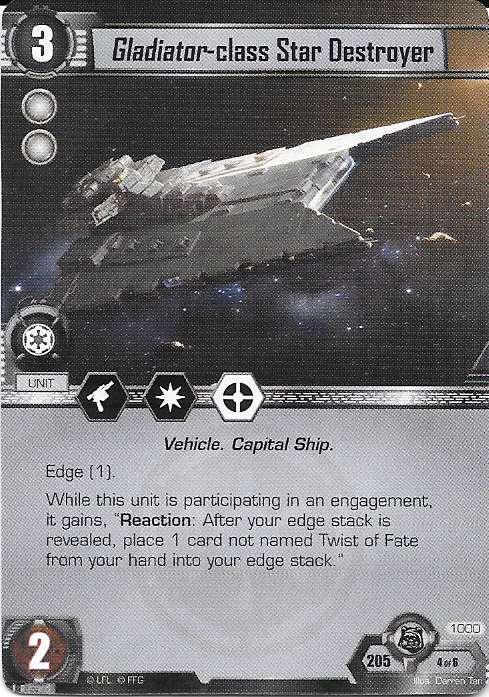 3
Gladiator-class Star Destroyer
UNIT
Vehicle. Capital Ship.
Edge (1).
While this unit is participating in an engagement,
it gains, “Reaction: After your edge stack is
revealed, place 1 card not named Twist of Fate
from your hand into your edge stack.”
2
© LFL © FFG
1000
205
4 of 6
Illus. Darren Tan